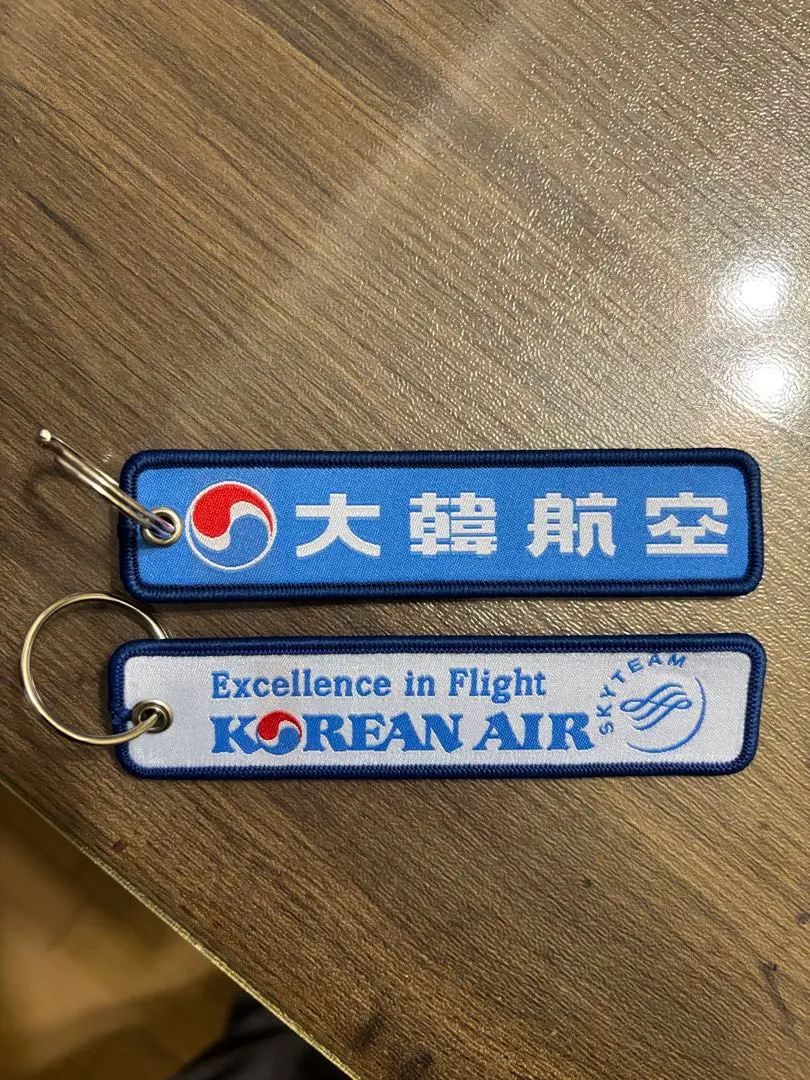 大韓航空
Excellence in Flight
KOREAN AIR
SKYTEAM